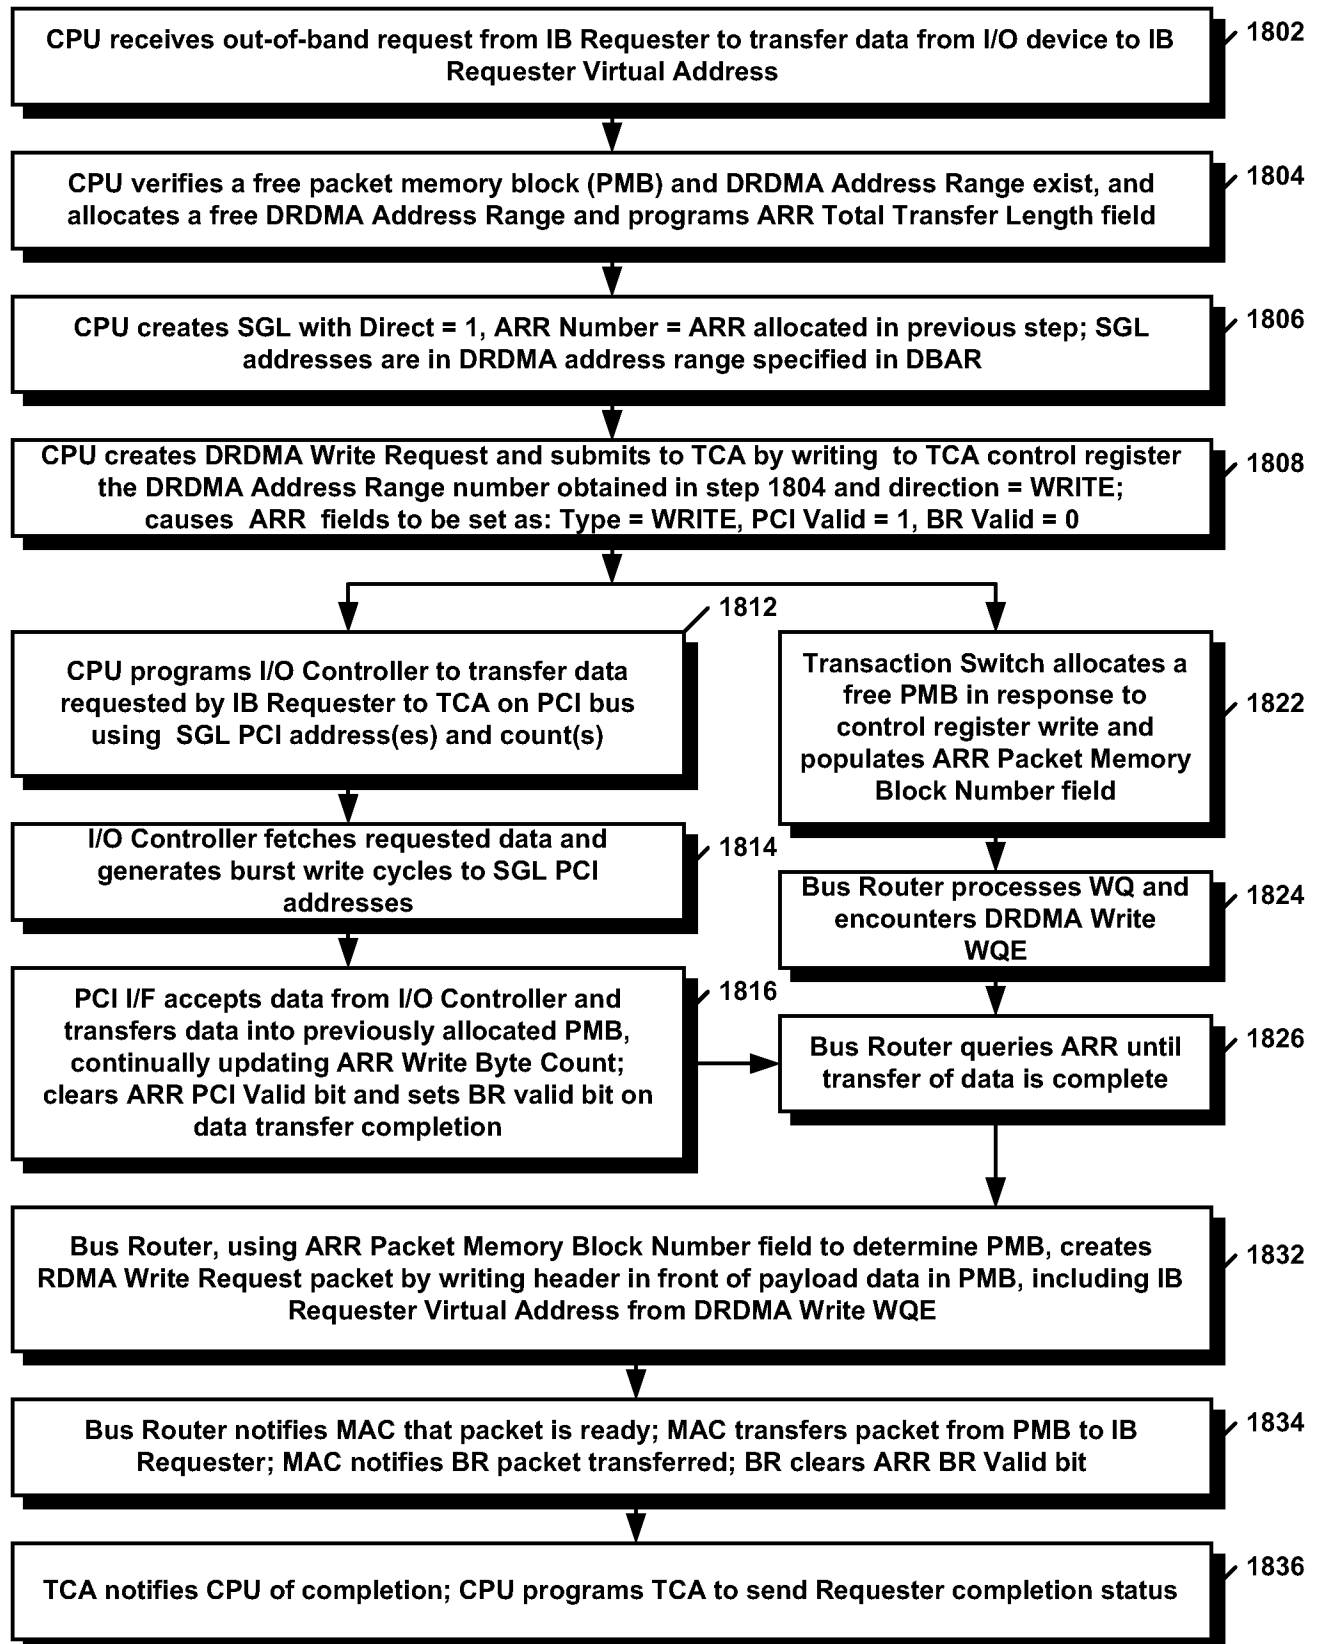 CPU receives out-of-band request from IB Requester to transfer data from I/O device to IB
Requester Virtual Address
1802
CPU verifies a free packet memory block (PMB) and DRDMA Address Range exist, and
allocates a free DRDMA Address Range and programs ARR Total Transfer Length field
1804
CPU creates SGL with Direct = 1, ARR Number = ARR allocated in previous step; SGL
addresses are in DRDMA address range specified in DBAR
1806
CPU creates DRDMA Write Request and submits to TCA by writing to TCA control register
the DRDMA Address Range number obtained in step 1804 and direction = WRITE;
causes ARR fields to be set as: Type = WRITE, PCI Valid = 1, BR Valid = 0
1808
1812
CPU programs I/O Controller to transfer data
requested by IB Requester to TCA on PCI bus
using SGL PCI address(es) and count(s)
I/O Controller fetches requested data and
generates burst write cycles to SGL PCI
addresses
1814
PCI I/F accepts data from I/O Controller and
transfers data into previously allocated PMB,
continually updating ARR Write Byte Count;
clears ARR PCI Valid bit and sets BR valid bit on
data transfer completion
1816
Transaction Switch allocates a
free PMB in response to
control register write and
populates ARR Packet Memory
Block Number field
1822
Bus Router processes WQ and
encounters DRDMA Write
WQE
1824
Bus Router queries ARR until
transfer of data is complete
1826
Bus Router, using ARR Packet Memory Block Number field to determine PMB, creates
RDMA Write Request packet by writing header in front of payload data in PMB, including IB
Requester Virtual Address from DRDMA Write WQE
1832
Bus Router notifies MAC that packet is ready; MAC transfers packet from PMB to IB
Requester; MAC notifies BR packet transferred; BR clears ARR BR Valid bit
1834
TCA notifies CPU of completion; CPU programs TCA to send Requester completion status
1836